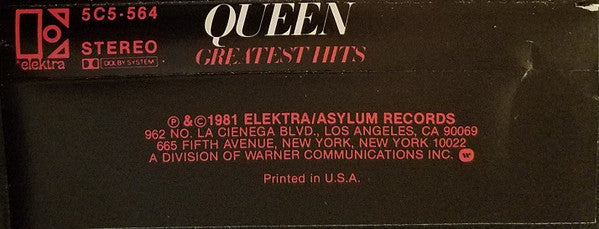 5C5-564
QUEEN
STEREO
GREATEST HITS
elektra
DOLBY SYSTEM
℗ &©1981 ELEKTRA/ASYLUM RECORDS
962 NO. LA CIENEGA BLVD., LOS ANGELES, CA 90069
665 FIFTH AVENUE, NEW YORK, NEW YORK 10022
A DIVISION OF WARNER COMMUNICATIONS INC.
Printed in U.S.A.